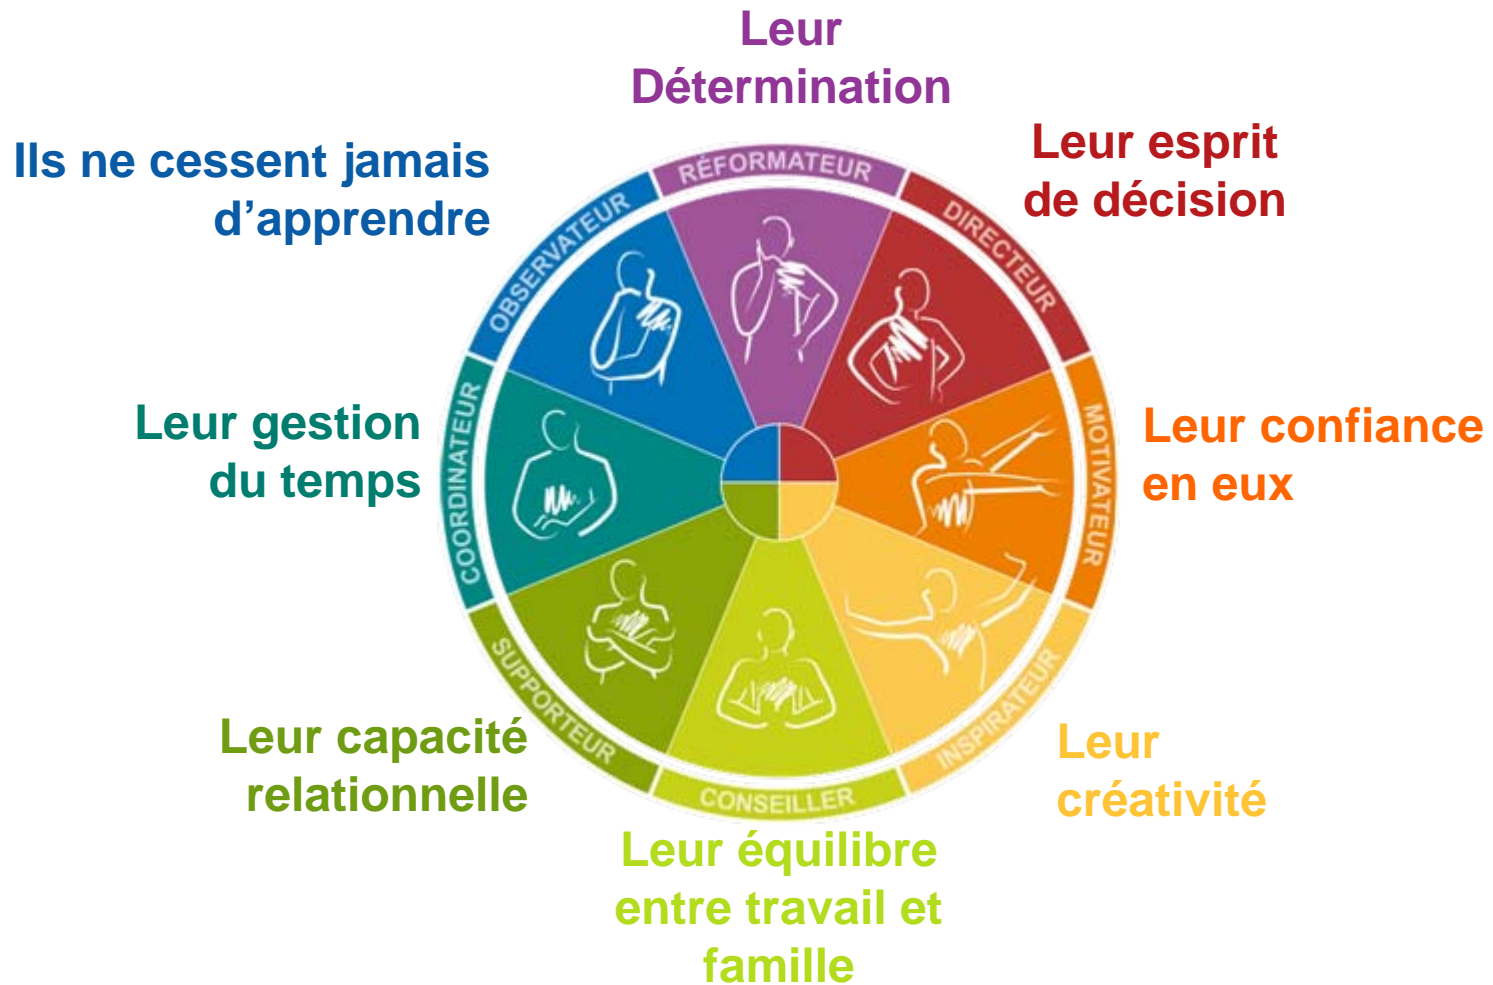 Leur
Détermination
Ils ne cessent jamais
d’apprendre
Leur esprit
de décision
RÉFORMATEUR
OBSERVATEUR
DIRECTEUR
COORDINATEUR
MOTIVATEUR
Leur gestion
du temps
Leur confiance
en eux
SUPPORTEUR
INSPIRATEUR
CONSEILLER
Leur capacité
relationnelle
Leur
créativité
Leur équilibre
entre travail et
famille